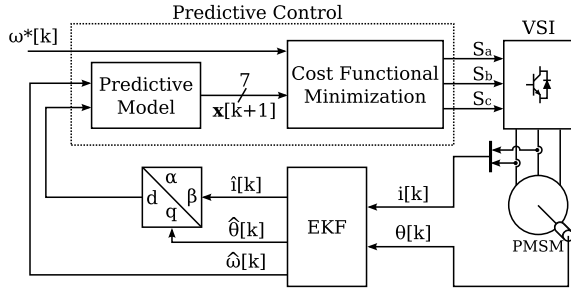 Predictive Control
ω*[k]
VSI
Predictive
Model
7
x[k+1]
Cost Functional
Minimization
Sa
Sb
Sc
α
β
d
q
î[k]
θ̂[k]
ω̂[k]
EKF
i[k]
θ[k]
PMSM